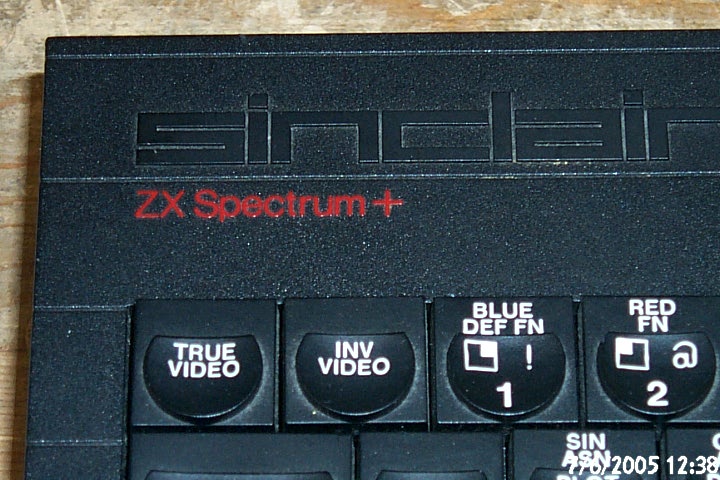 sinclair
ZX Spectrum+
TRUE
VIDEO
INV
VIDEO
BLUE
DEF FN
!
1
RED
FN
@
2
SIN
ASN
PLOT
7/6/2005 12:38